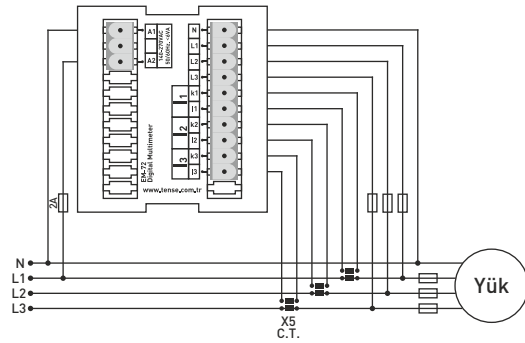 A1
A2
140-270VAC
50/60Hz. <6VA
N
L1
L2
L3
k1
l1
k2
l2
k3
l3
1
2
3
EM-72
Digital Multimeter
www.tense.com.tr
2A
N
L1
L2
L3
X5
C.T.
Yük